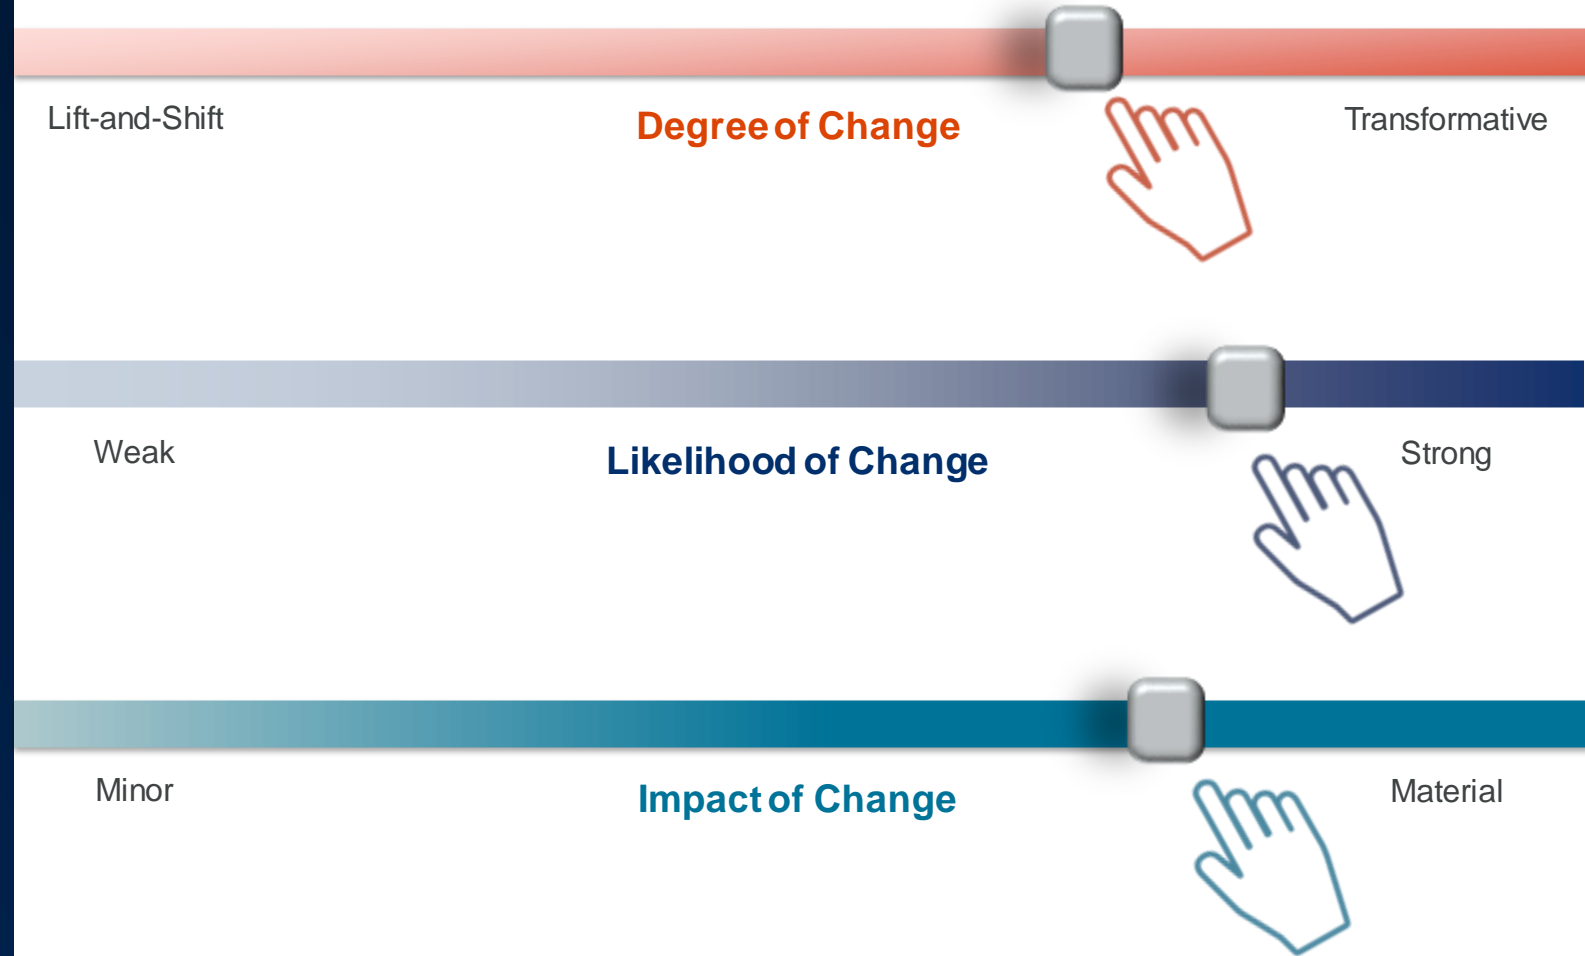 Lift-and-Shift
Degree of Change
Transformative
Weak
Likelihood of Change
Strong
Minor
Impact of Change
Material